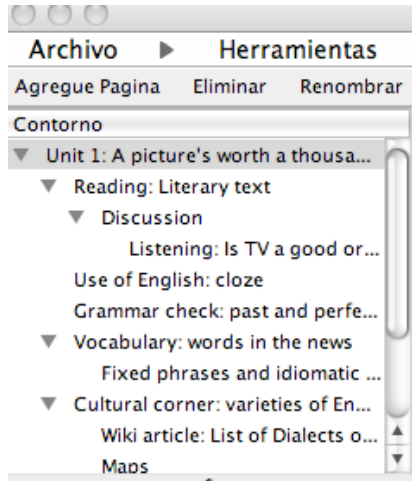 Archivo Herramientas
Agregue Pagina Eliminar Renombrar
Contorno
Unit 1: A picture's worth a thousa...
Reading: Literary text
Discussion
Listening: Is TV a good or...
Use of English: cloze
Grammar check: past and perfe...
Vocabulary: words in the news
Fixed phrases and idiomatic ...
Cultural corner: varieties of En...
Wiki article: List of Dialects o...
Maps